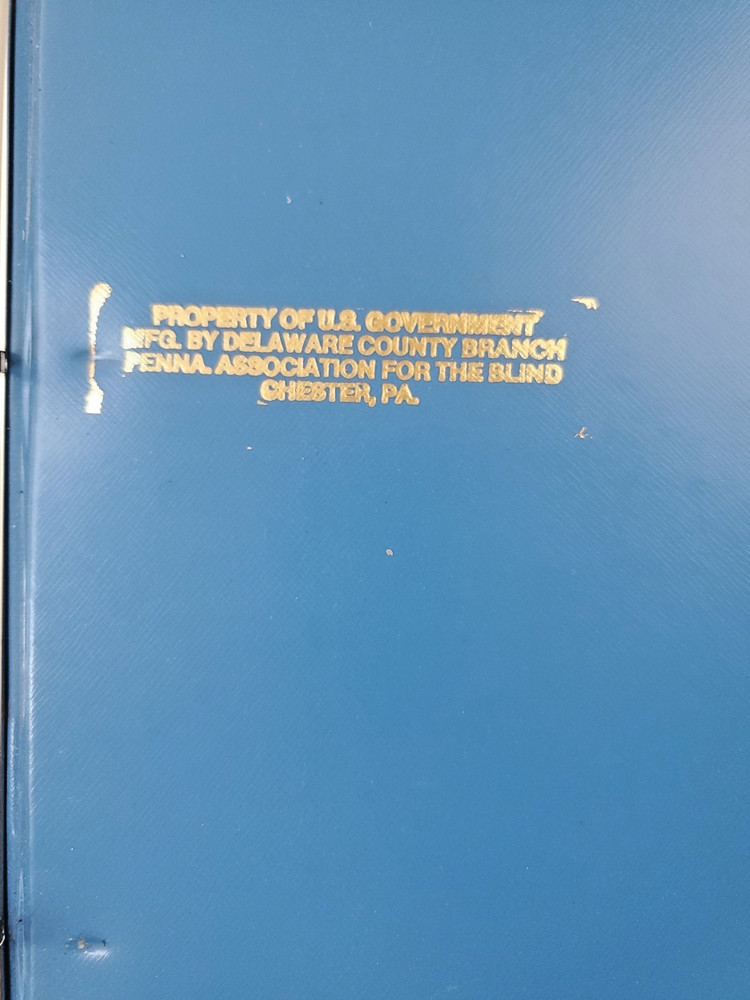 PROPERTY OF U.S. GOVERNMENT
MFG. BY DELAWARE COUNTY BRANCH
PENNA. ASSOCIATION FOR THE BLIND
CHESTER, PA.